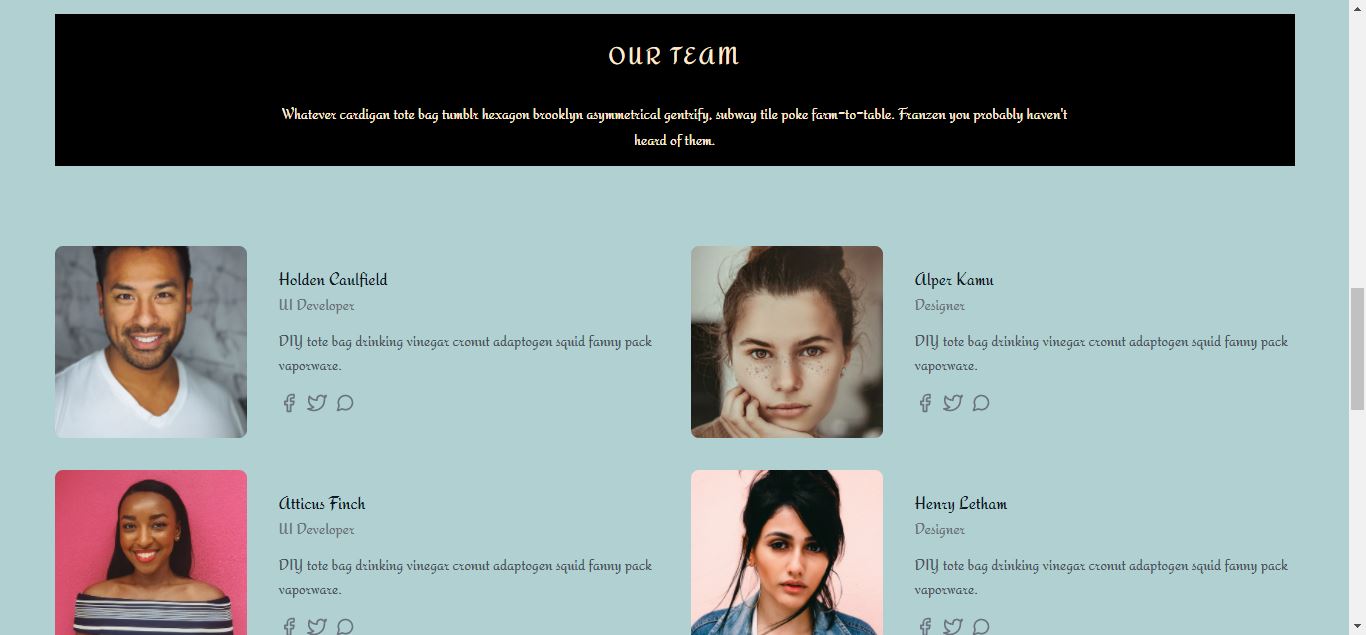 OUR TEAM
Whatever cardigan tote bag tumblr hexagon brooklyn asymmetrical gentrify, subway tile poke farm-to-table. Franzen you probably haven't
heard of them.
Holden Caulfield
UI Developer
DIY tote bag drinking vinegar cronut adaptogen squid fanny pack
vaporware.
Alper Kamu
Designer
DIY tote bag drinking vinegar cronut adaptogen squid fanny pack
vaporware.
Atticus Finch
UI Developer
DIY tote bag drinking vinegar cronut adaptogen squid fanny pack
vaporware.
Henry Letham
Designer
DIY tote bag drinking vinegar cronut adaptogen squid fanny pack
vaporware.